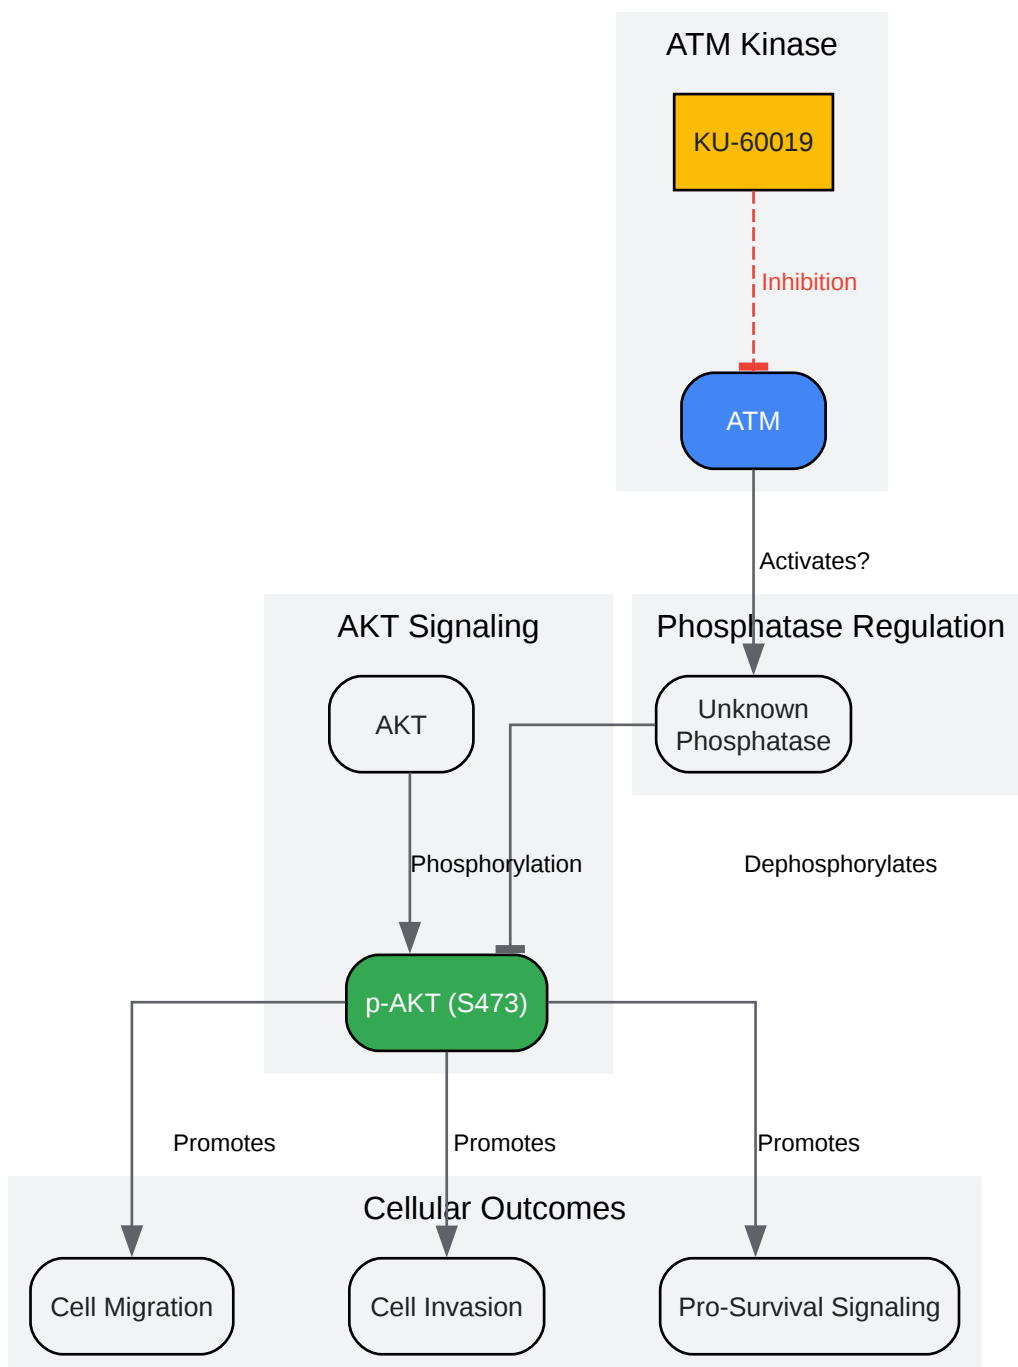 ATM Kinase
KU-60019
Inhibition
ATM
Activates?
AKT Signaling
Phosphatase Regulation
AKT
Unknown
Phosphatase
Phosphorylation
Dephosphorylates
p-AKT (S473)
Promotes
Promotes
Promotes
Cellular Outcomes
Cell Migration
Cell Invasion
Pro-Survival Signaling